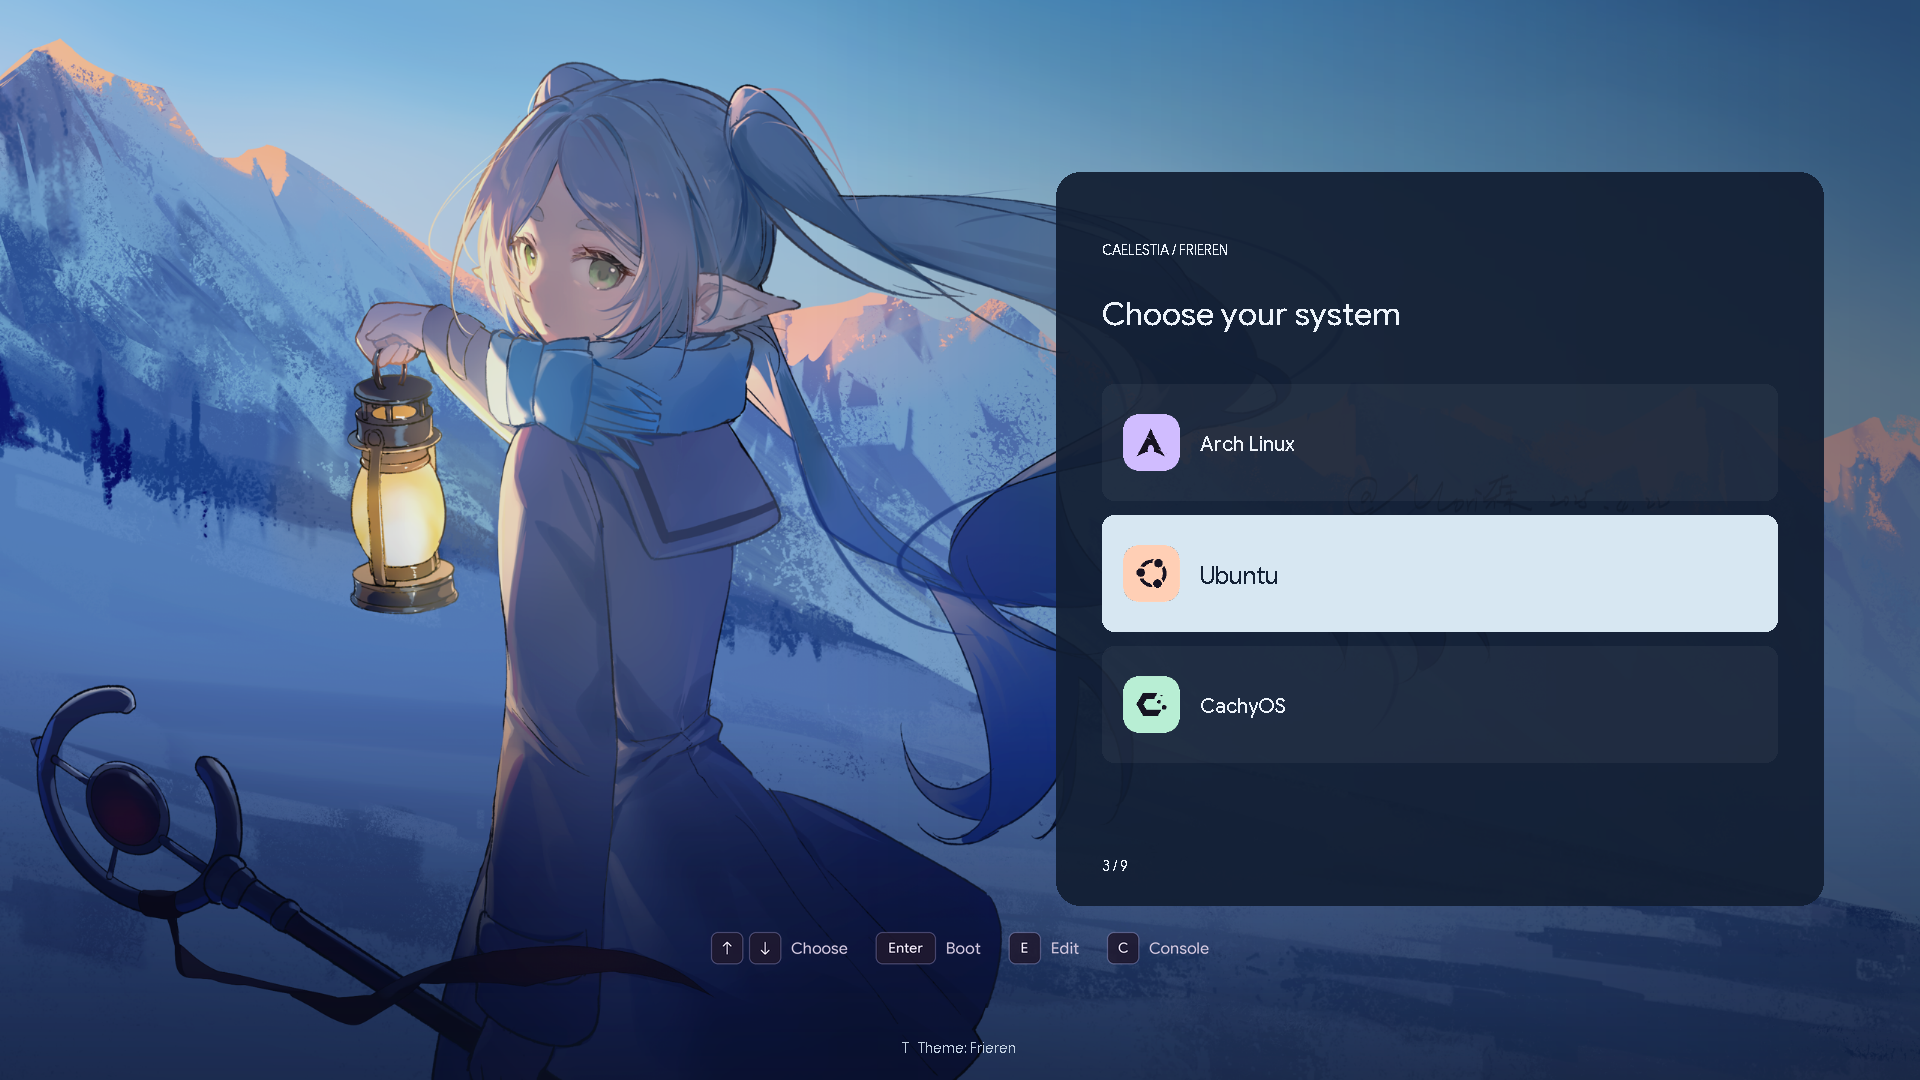 CAELESTIA / FRIEREN
Choose your system
Arch Linux
Ubuntu
CachyOS
3 / 9
↑ ↓ Choose Enter Boot E Edit C Console
T Theme: Frieren